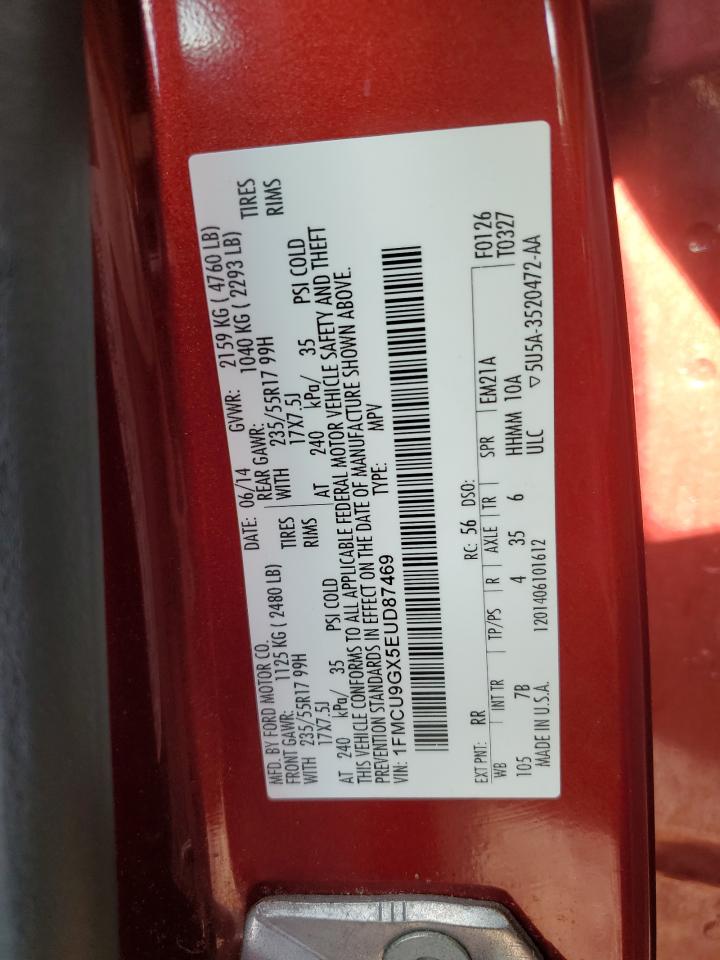 MFD. BY FORD MOTOR CO.
DATE: 06/14 GVWR: 2159 KG ( 4760 LB)
FRONT GAWR: 1125 KG ( 2480 LB) REAR GAWR: 1040 KG ( 2293 LB)
WITH 235/55R17 99H TIRES WITH 235/55R17 99H TIRES
17X7.5J RIMS 17X7.5J RIMS
AT 240 kPa/ 35 PSI COLD AT 240 kPa/ 35 PSI COLD
THIS VEHICLE CONFORMS TO ALL APPLICABLE FEDERAL MOTOR VEHICLE SAFETY AND THEFT
PREVENTION STANDARDS IN EFFECT ON THE DATE OF MANUFACTURE SHOWN ABOVE.
VIN: 1FMCU9GX5EUD87469 TYPE: MPV
EXT PNT: RR RC: 56 DSO: F0126
WB INT TR TP/PS R AXLE TR SPR EM21A T0327
105 7B 4 35 6 HHMM 10A
MADE IN U.S.A. 1201406101612 ULC ▽5U5A-3520472-AA